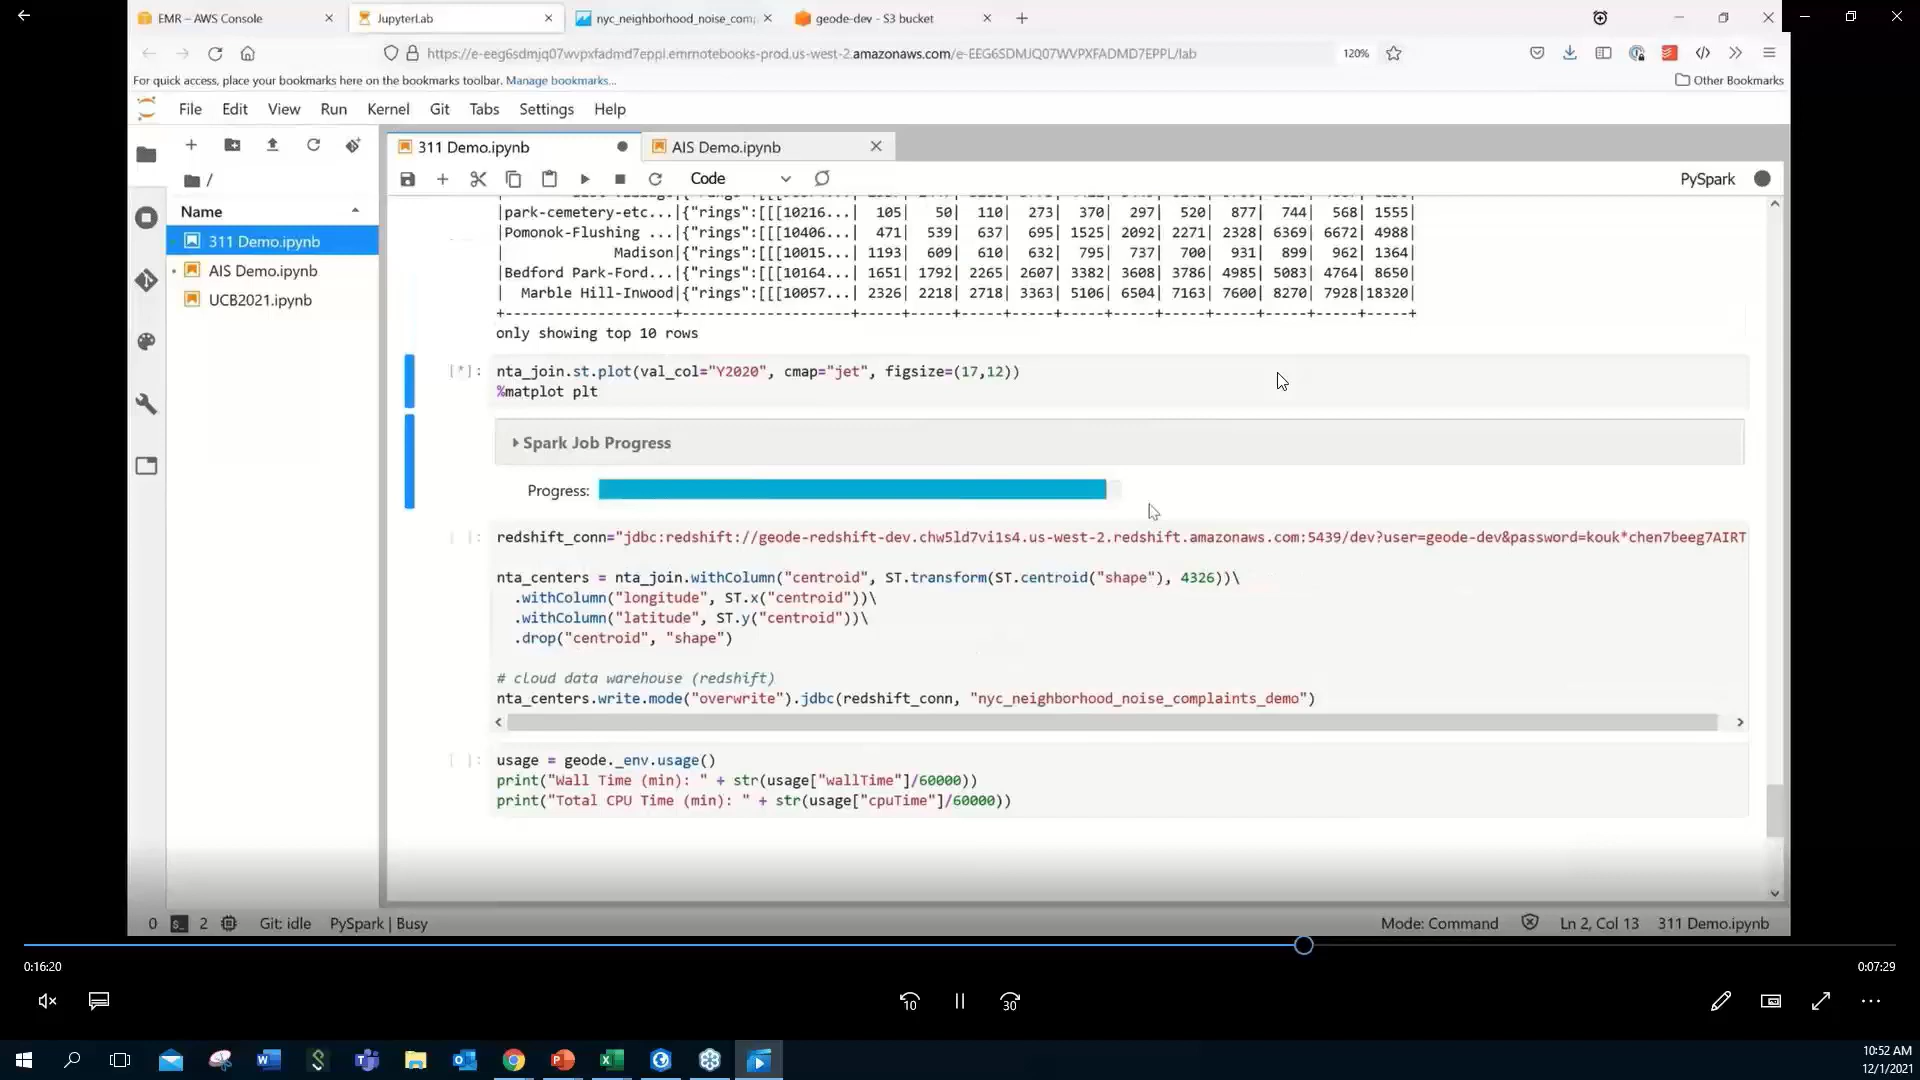 EMR – AWS Console
JupyterLab
nyc_neighborhood_noise_com
geode-dev - S3 bucket
https://e-eeg6sdmjq07wvpxfadmd7eppl.emrnotebooks-prod.us-west-2.amazonaws.com/e-EEG6SDMJQ07WVPXFADMD7EPPL/lab
120%
For quick access, place your bookmarks here on the bookmarks toolbar. Manage bookmarks...
Other Bookmarks
File Edit View Run Kernel Git Tabs Settings Help
311 Demo.ipynb
AIS Demo.ipynb
/
Code
PySpark
Name
311 Demo.ipynb
AIS Demo.ipynb
UCB2021.ipynb
|park-cemetery-etc...|{"rings":[[[10216...| 105| 50| 110| 273| 370| 297| 520| 877| 744| 568| 1555|
|Pomonok-Flushing ...|{"rings":[[[10406...| 471| 539| 637| 695| 1525| 2092| 2271| 2328| 6369| 6672| 4988|
| Madison|{"rings":[[[10015...| 1193| 609| 610| 632| 795| 737| 700| 931| 899| 962| 1364|
|Bedford Park-Ford...|{"rings":[[[10164...| 1651| 1792| 2265| 2607| 3382| 3608| 3786| 4985| 5083| 4764| 8650|
| Marble Hill-Inwood|{"rings":[[[10057...| 2326| 2218| 2718| 3363| 5106| 6504| 7163| 7600| 8270| 7928|18320|
+--------------------+--------------------+-----+-----+-----+-----+-----+-----+-----+-----+-----+-----+-----+
only showing top 10 rows
[*]: nta_join.st.plot(val_col="Y2020", cmap="jet", figsize=(17,12))
%matplot plt
Spark Job Progress
Progress:
[ ]: redshift_conn="jdbc:redshift://geode-redshift-dev.chw5ld7vi1s4.us-west-2.redshift.amazonaws.com:5439/dev?user=geode-dev&password=kouk*chen7beeg7AIRT
nta_centers = nta_join.withColumn("centroid", ST.transform(ST.centroid("shape"), 4326))\
.withColumn("longitude", ST.x("centroid"))\
.withColumn("latitude", ST.y("centroid"))\
.drop("centroid", "shape")
# cloud data warehouse (redshift)
nta_centers.write.mode("overwrite").jdbc(redshift_conn, "nyc_neighborhood_noise_complaints_demo")
[ ]: usage = geode._env.usage()
print("Wall Time (min): " + str(usage["wallTime"]/60000))
print("Total CPU Time (min): " + str(usage["cpuTime"]/60000))
0 2 Git: idle PySpark | Busy
Mode: Command Ln 2, Col 13 311 Demo.ipynb
0:16:20
0:07:29
10
30
10:52 AM
12/1/2021